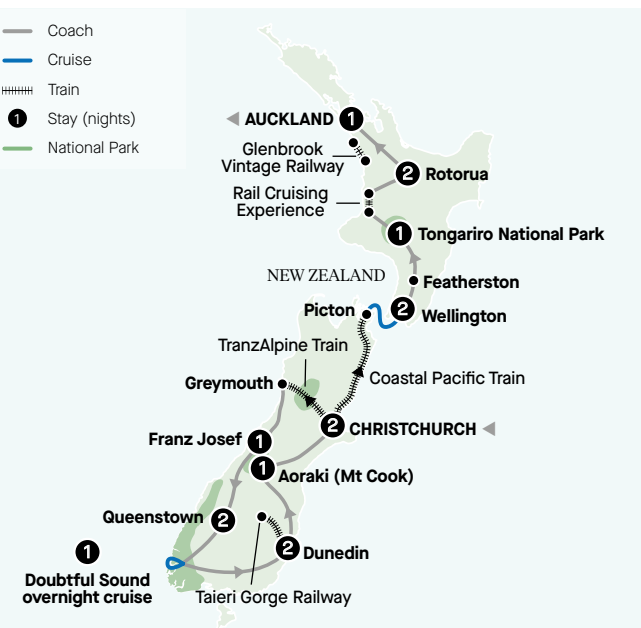 Coach
Cruise
Train
1 Stay (nights)
National Park
AUCKLAND 1
Glenbrook
Vintage Railway
2 Rotorua
Rail Cruising
Experience
1 Tongariro National Park
NEW ZEALAND
Featherston
Picton
2 Wellington
TranzAlpine Train
Coastal Pacific Train
Greymouth
2 CHRISTCHURCH
Franz Josef 1
1 Aoraki (Mt Cook)
Queenstown 2
2 Dunedin
1
Doubtful Sound
overnight cruise
Taieri Gorge Railway